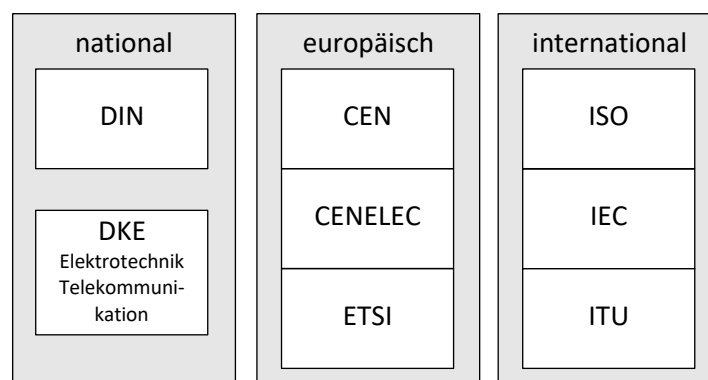 national
DIN
DKE
Elektrotechnik
Telekommuni-
kation
europäisch
CEN
CENELEC
ETSI
international
ISO
IEC
ITU